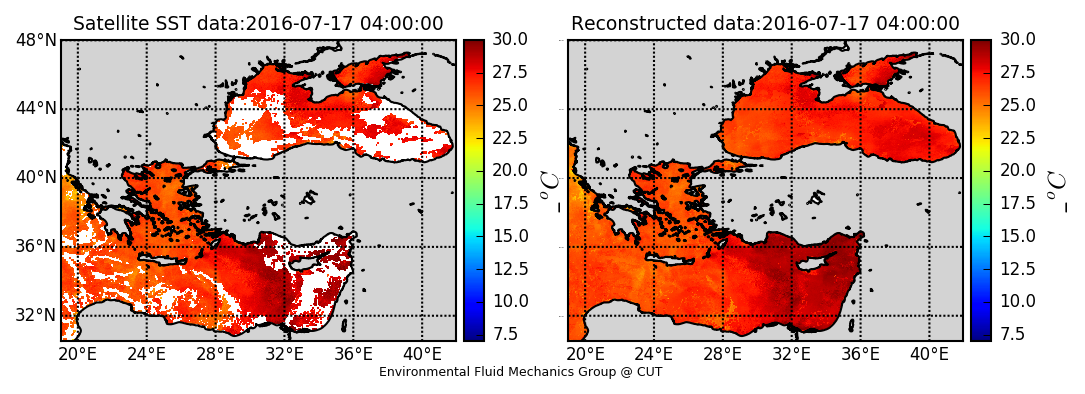 Satellite SST data:2016-07-17 04:00:00
48°N
44°N
40°N
36°N
32°N
20°E 24°E 28°E 32°E 36°E 40°E
30.0
27.5
25.0
22.5
20.0
17.5
15.0
12.5
10.0
7.5
_°C
Reconstructed data:2016-07-17 04:00:00
20°E 24°E 28°E 32°E 36°E 40°E
30.0
27.5
25.0
22.5
20.0
17.5
15.0
12.5
10.0
7.5
_°C
Environmental Fluid Mechanics Group @ CUT